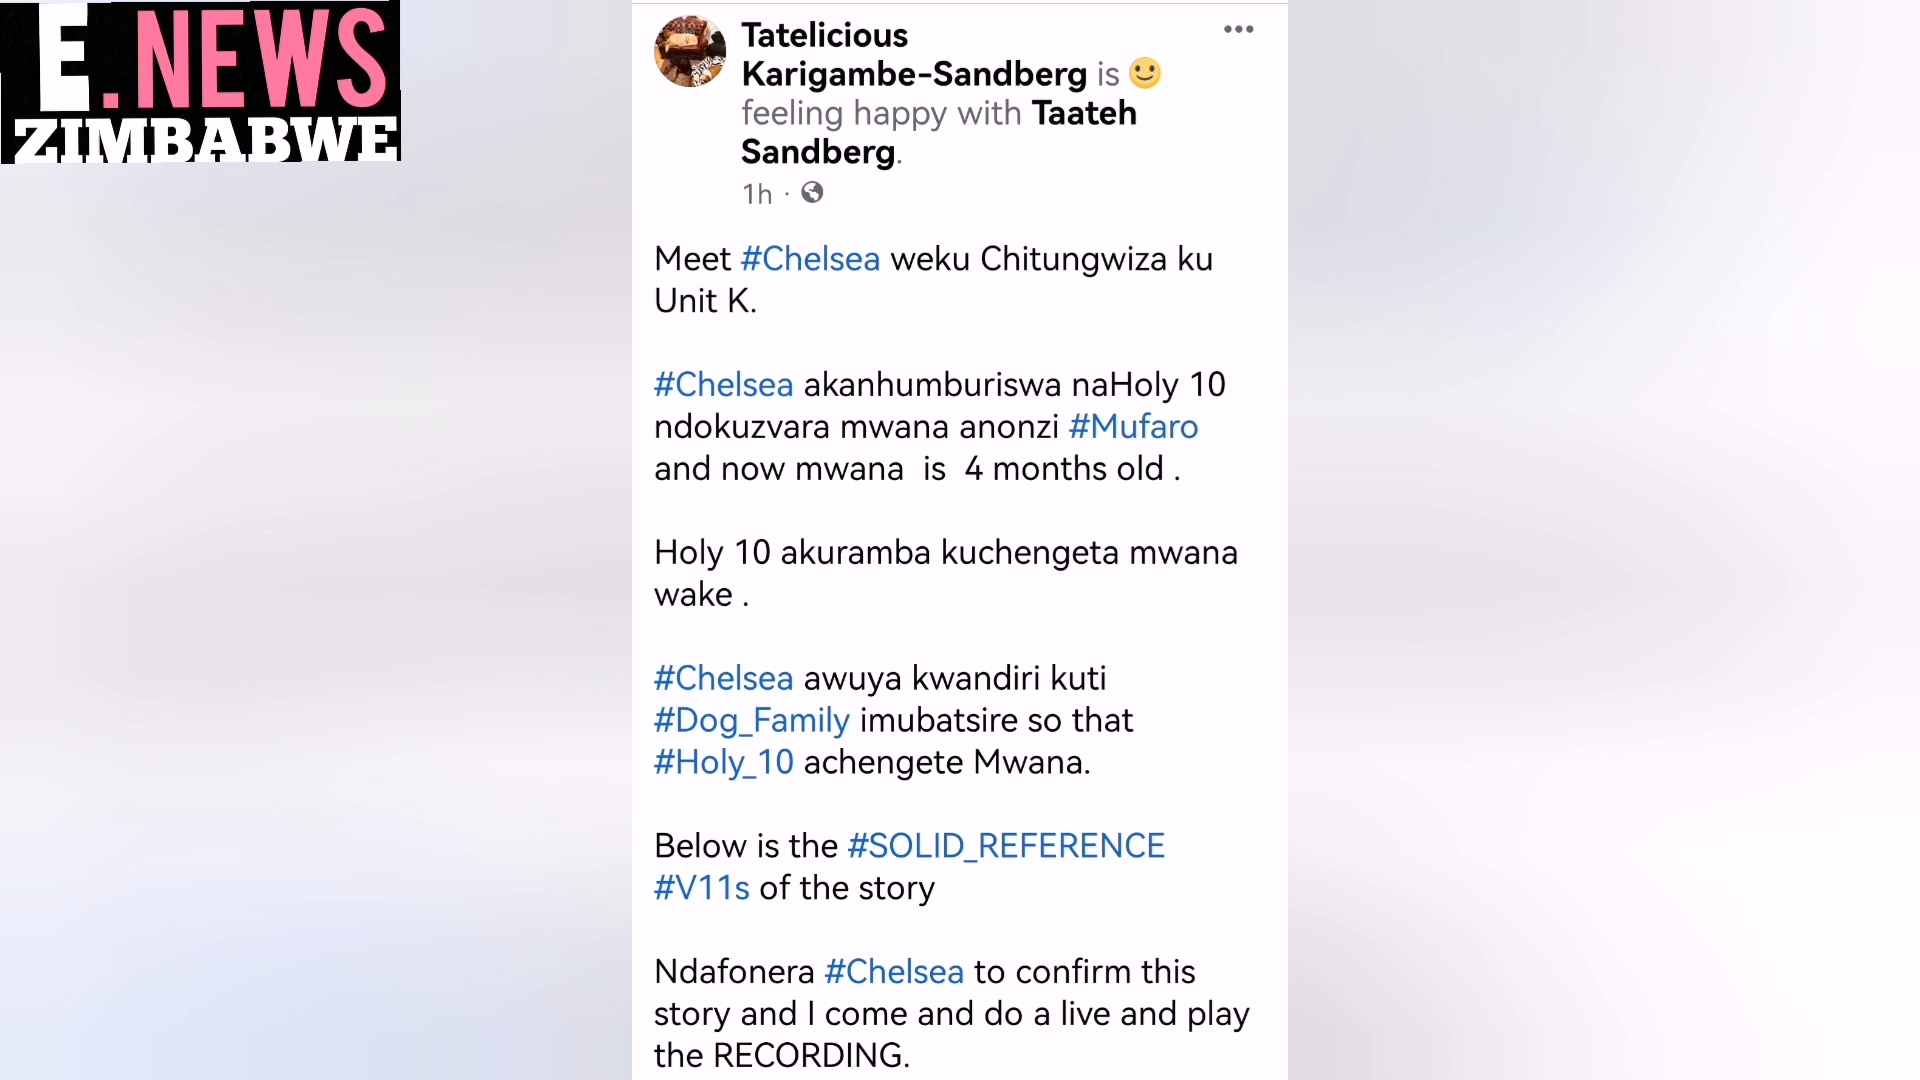 E.NEWS
ZIMBABWE
Tatelicious
Karigambe-Sandberg is 🙂
feeling happy with Taateh
Sandberg.
1h ·
Meet #Chelsea weku Chitungwiza ku
Unit K.
#Chelsea akanhumburiswa naHoly 10
ndokuzvara mwana anonzi #Mufaro
and now mwana is 4 months old .
Holy 10 akuramba kuchengeta mwana
wake .
#Chelsea awuya kwandiri kuti
#Dog_Family imubatsire so that
#Holy_10 achengete Mwana.
Below is the #SOLID_REFERENCE
#V11s of the story
Ndafonera #Chelsea to confirm this
story and I come and do a live and play
the RECORDING.